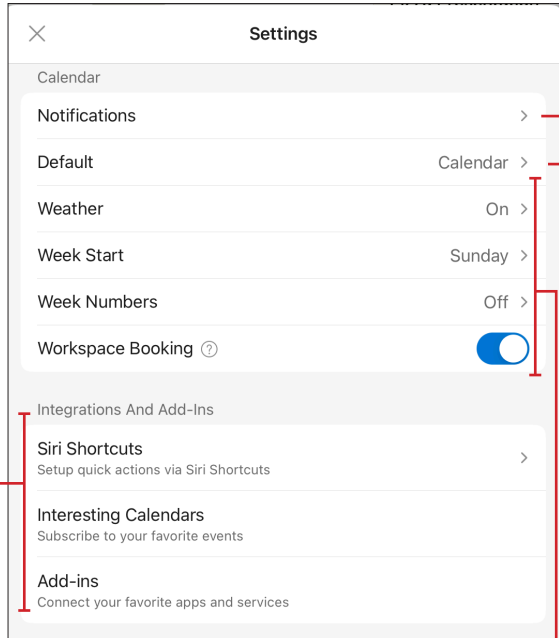 Settings
Calendar
Notifications
Default Calendar
Weather On
Week Start Sunday
Week Numbers Off
Workspace Booking ?
Integrations And Add-Ins
Siri Shortcuts
Setup quick actions via Siri Shortcuts
Interesting Calendars
Subscribe to your favorite events
Add-ins
Connect your favorite apps and services